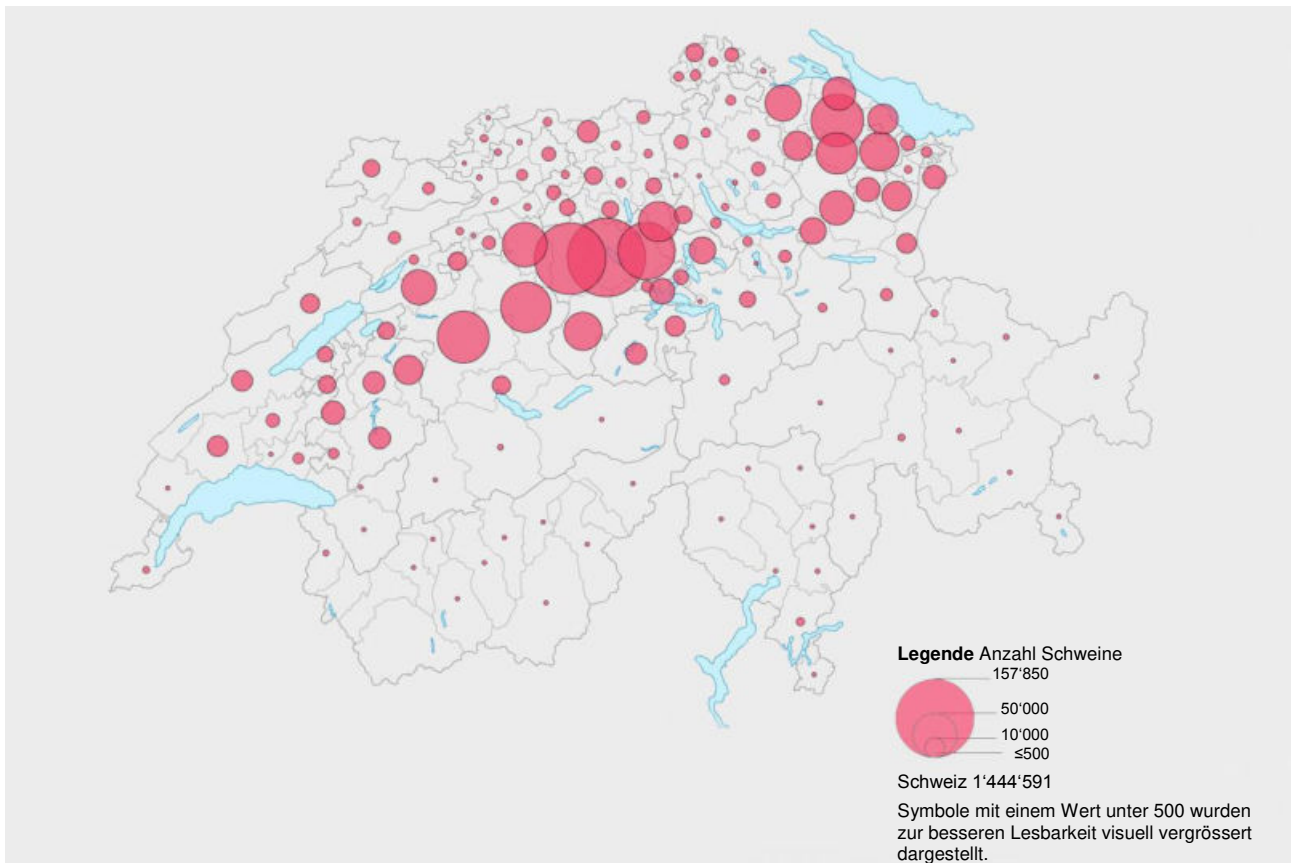 Legende Anzahl Schweine
157‘850
50‘000
10‘000
≤500
Schweiz 1‘444‘591
Symbole mit einem Wert unter 500 wurden
zur besseren Lesbarkeit visuell vergrössert
dargestellt.